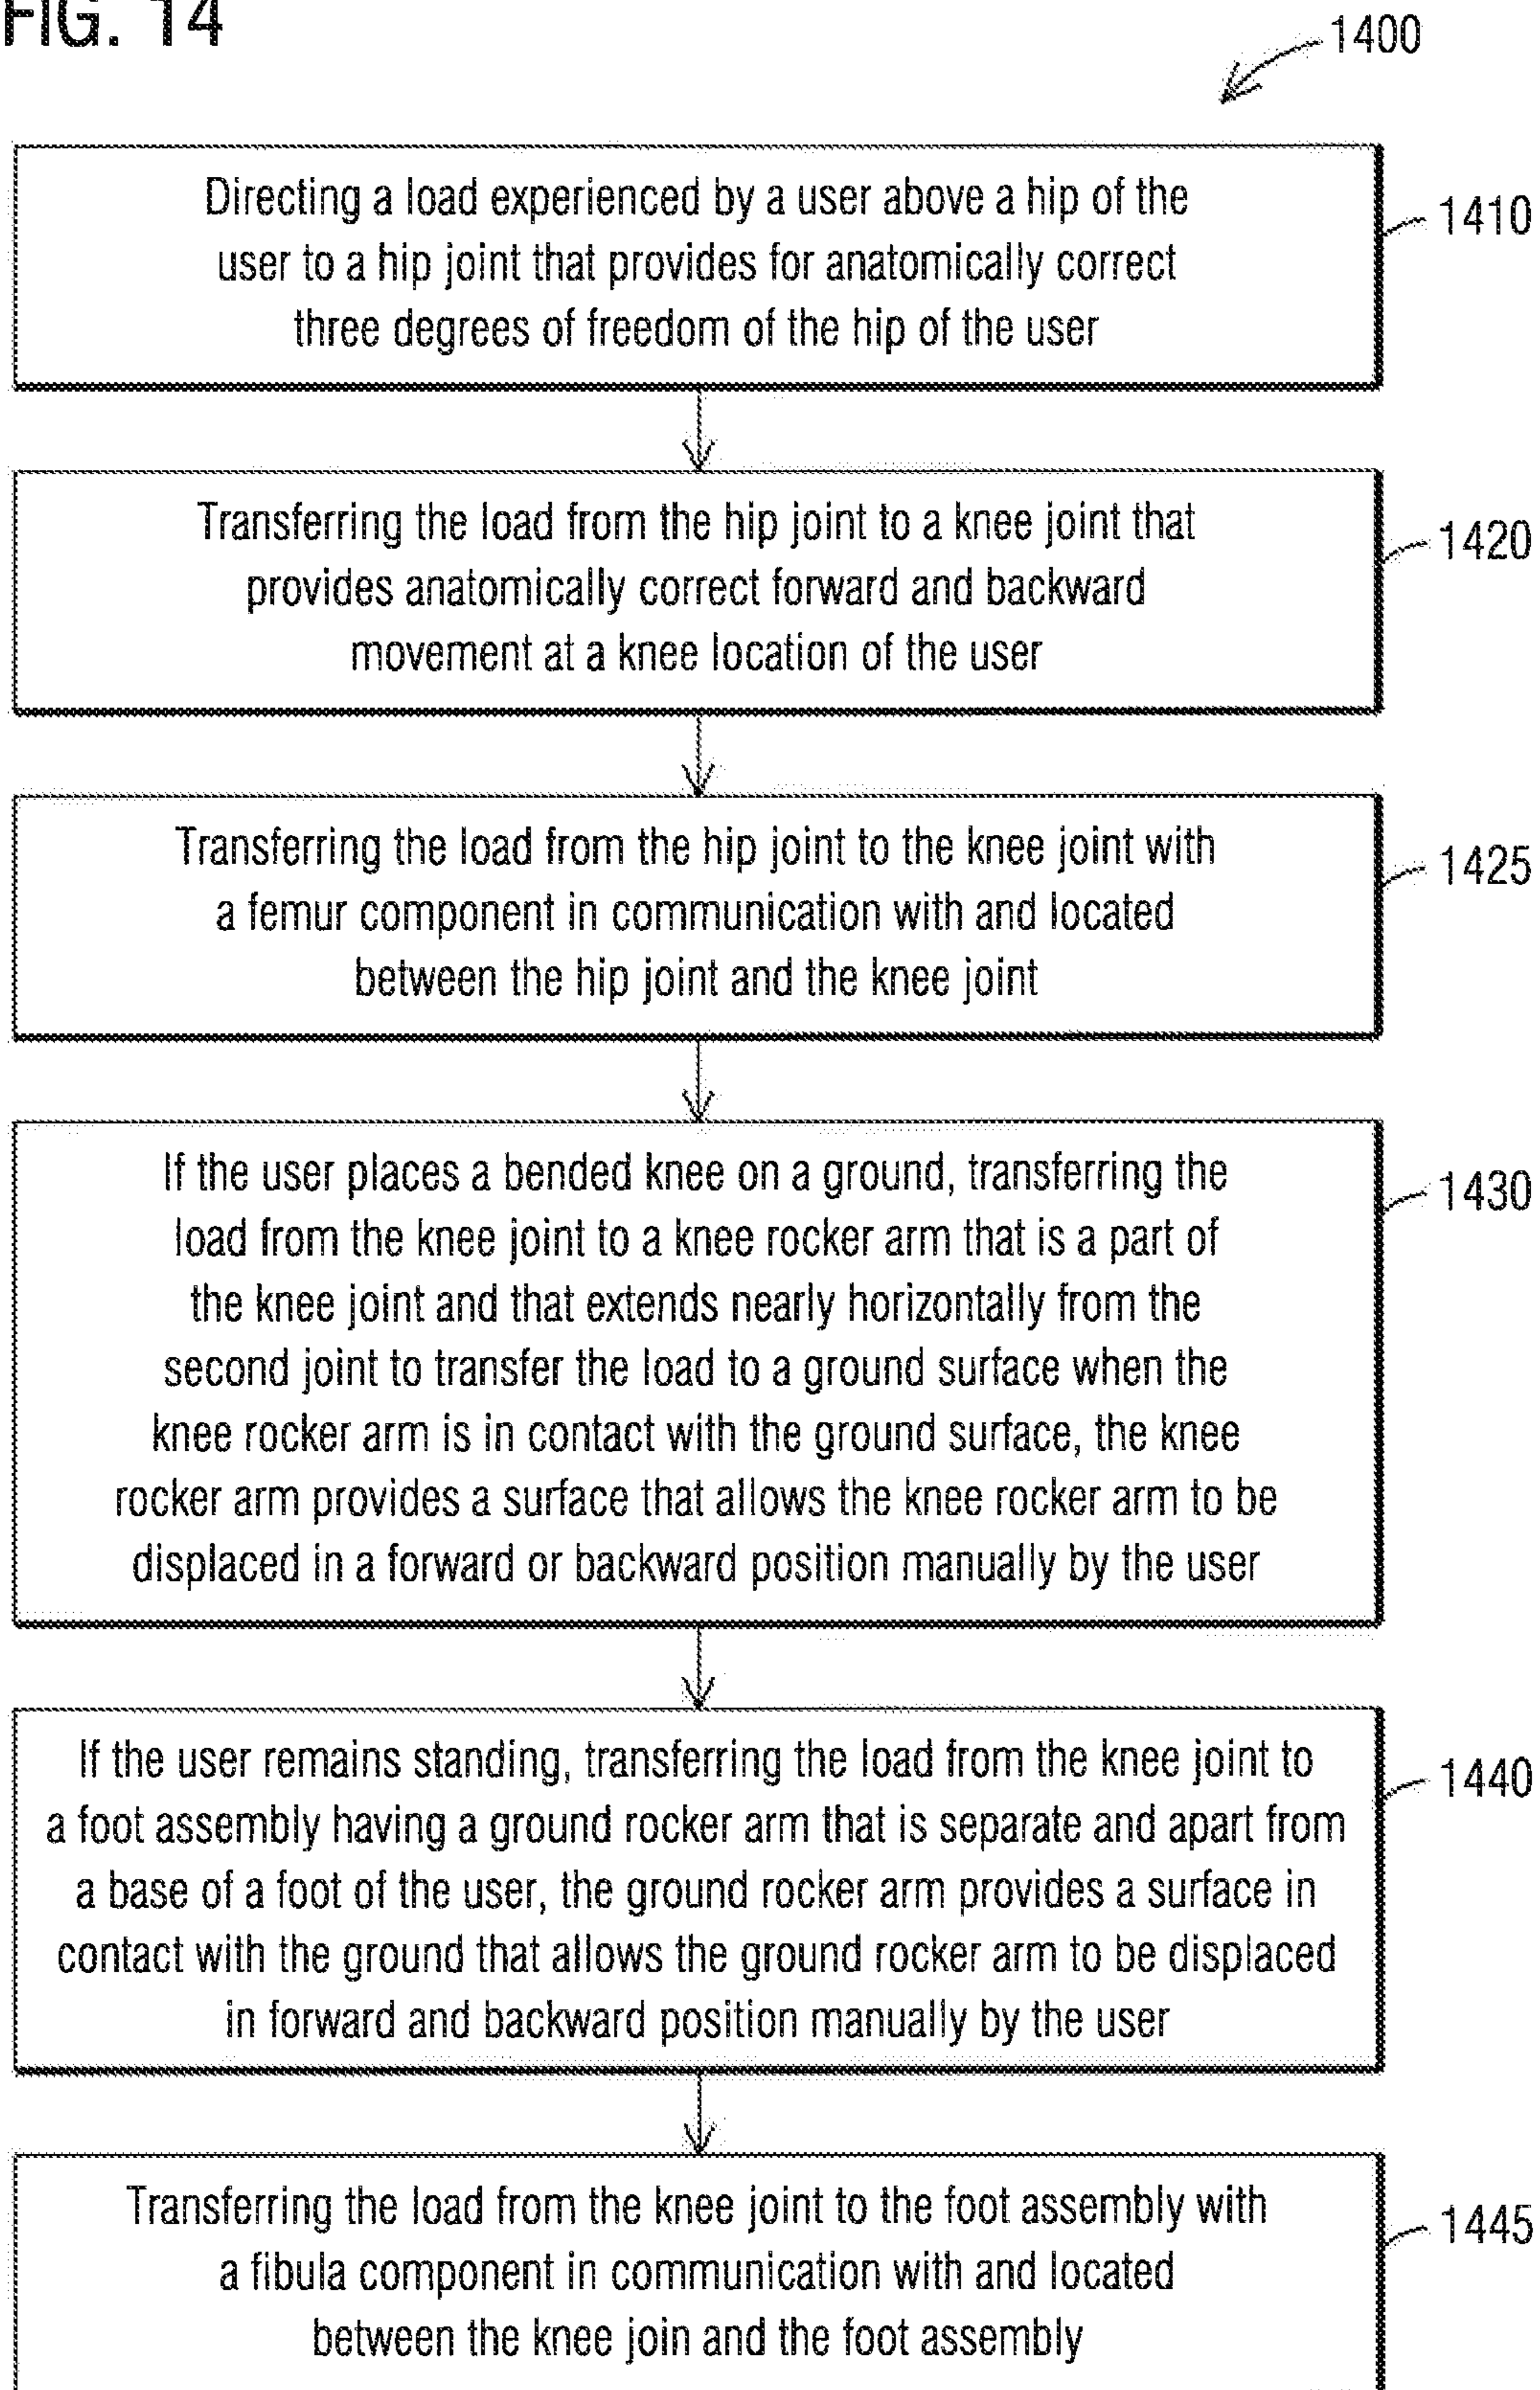 FIG. 14
1400
Directing a load experienced by a user above a hip of the
user to a hip joint that provides for anatomically correct
three degrees of freedom of the hip of the user
1410
Transferring the load from the hip joint to a knee joint that
provides anatomically correct forward and backward
movement at a knee location of the user
1420
Transferring the load from the hip joint to the knee joint with
a femur component in communication with and located
between the hip joint and the knee joint
1425
If the user places a bended knee on a ground, transferring the
load from the knee joint to a knee rocker arm that is a part of
the knee joint and that extends nearly horizontally from the
second joint to transfer the load to a ground surface when the
knee rocker arm is in contact with the ground surface, the knee
rocker arm provides a surface that allows the knee rocker arm to be
displaced in a forward or backward position manually by the user
1430
If the user remains standing, transferring the load from the knee joint to
a foot assembly having a ground rocker arm that is separate and apart from
a base of a foot of the user, the ground rocker arm provides a surface in
contact with the ground that allows the ground rocker arm to be displaced
in forward and backward position manually by the user
1440
Transferring the load from the knee joint to the foot assembly with
a fibula component in communication with and located
between the knee join and the foot assembly
1445